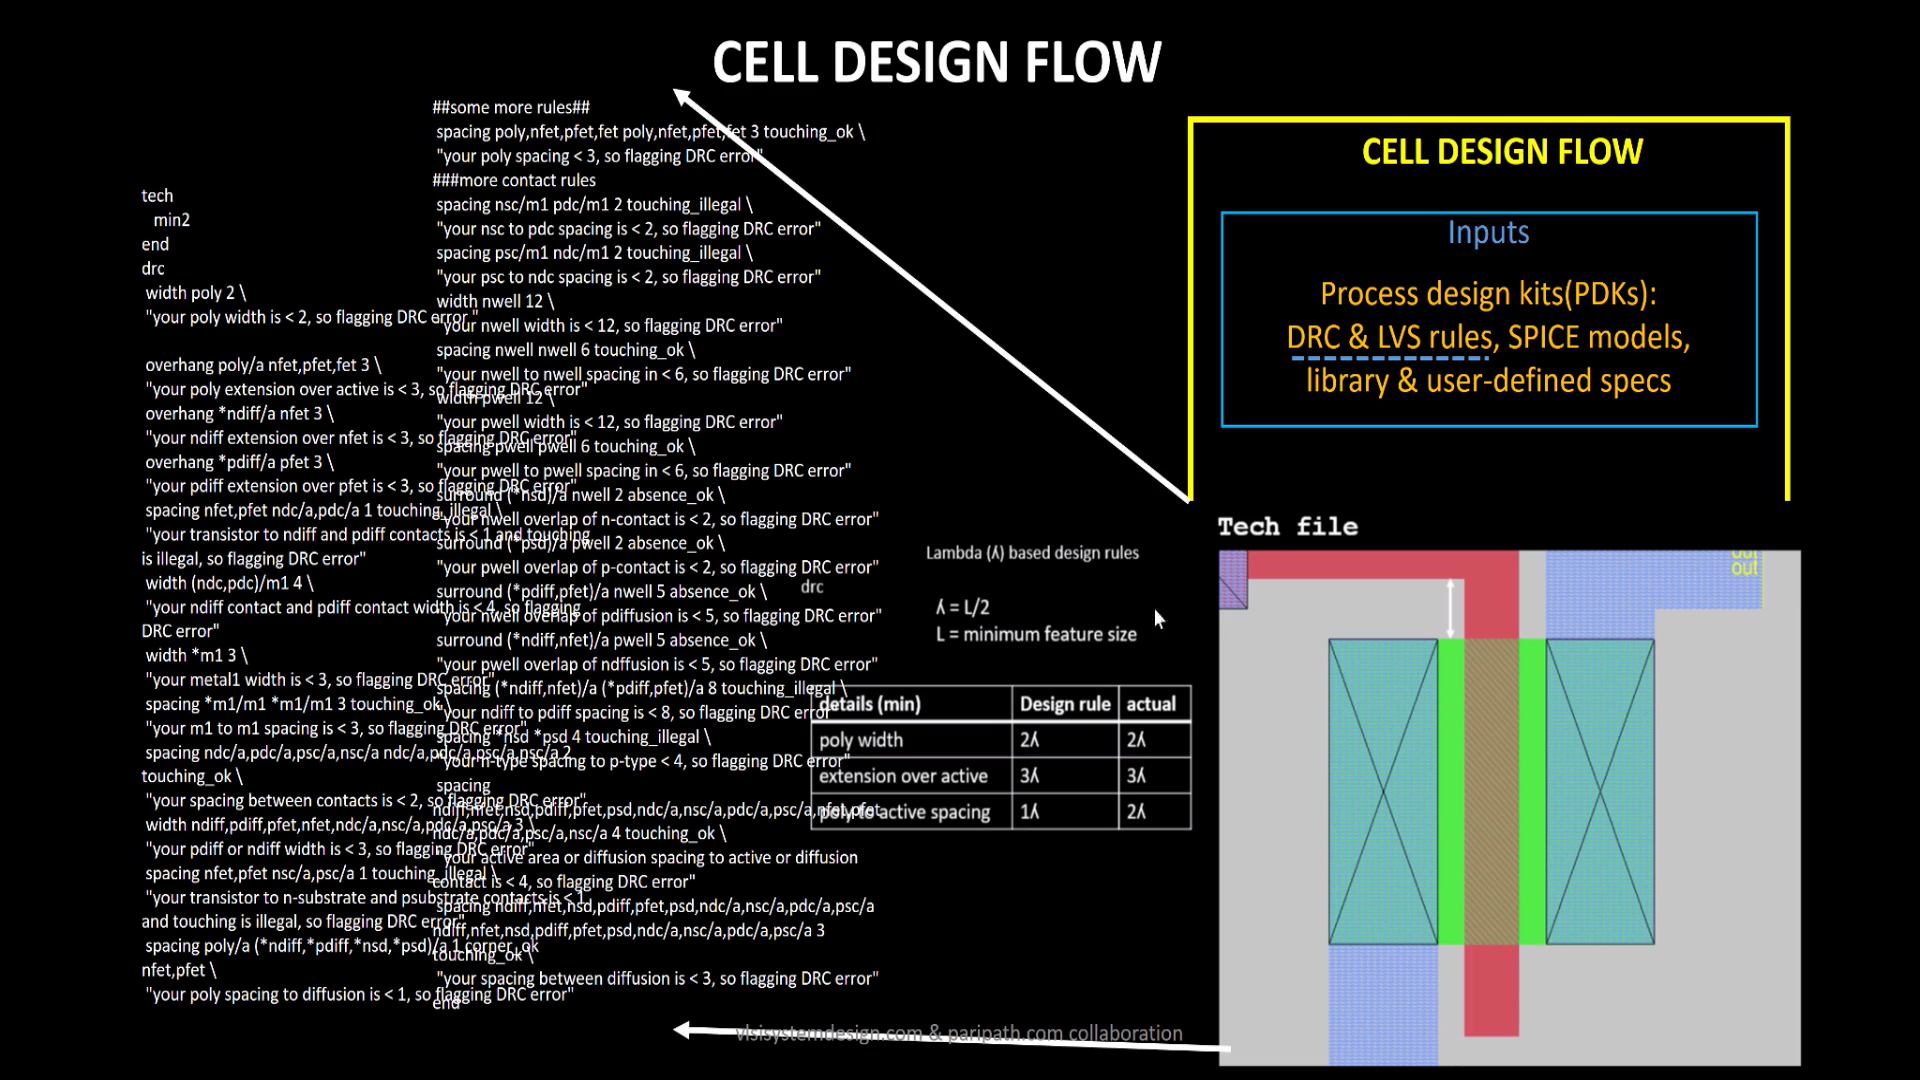 CELL DESIGN FLOW
tech
min2
end
drc
width poly 2 \
"your poly width is < 2, so flagging DRC error "
overhang poly/a nfet,pfet,fet 3 \
"your poly extension over active is < 3, so flagging DRC error"
overhang *ndiff/a nfet 3 \
"your ndiff extension over nfet is < 3, so flagging DRC error"
overhang *pdiff/a pfet 3 \
"your pdiff extension over pfet is < 3, so flagging DRC error"
spacing nfet,pfet ndc/a,pdc/a 1 touching_illegal \
"your transistor to ndiff and pdiff contacts is < 1 and touching
is illegal, so flagging DRC error"
width (ndc,pdc)/m1 4 \
"your ndiff contact and pdiff contact width is < 4, so flagging
DRC error"
width *m1 3 \
"your metal1 width is < 3, so flagging DRC error"
spacing *m1/m1 *m1/m1 3 touching_ok \
"your m1 to m1 spacing is < 3, so flagging DRC error"
spacing ndc/a,pdc/a,psc/a,nsc/a ndc/a,pdc/a,psc/a,nsc/a 2
touching_ok \
"your spacing between contacts is < 2, so flagging DRC error"
width ndiff,pdiff,pfet,nfet,ndc/a,nsc/a,pdc/a,psc/a 3 \
"your pdiff or ndiff width is < 3, so flagging DRC error"
spacing nfet,pfet nsc/a,psc/a 1 touching_illegal \
"your transistor to n-substrate and psubstrate contacts is < 1
and touching is illegal, so flagging DRC error"
spacing poly/a (*ndiff,*pdiff,*nsd,*psd)/a 1 corner_ok
nfet,pfet \
"your poly spacing to diffusion is < 1, so flagging DRC error"
##some more rules##
spacing poly,nfet,pfet,fet poly,nfet,pfet,fet 3 touching_ok \
"your poly spacing < 3, so flagging DRC error"
###more contact rules
spacing nsc/m1 pdc/m1 2 touching_illegal \
"your nsc to pdc spacing is < 2, so flagging DRC error"
spacing psc/m1 ndc/m1 2 touching_illegal \
"your psc to ndc spacing is < 2, so flagging DRC error"
width nwell 12 \
"your nwell width is < 12, so flagging DRC error"
spacing nwell nwell 6 touching_ok \
"your nwell to nwell spacing in < 6, so flagging DRC error"
width pwell 12 \
"your pwell width is < 12, so flagging DRC error"
spacing pwell pwell 6 touching_ok \
"your pwell to pwell spacing in < 6, so flagging DRC error"
surround (*nsd)/a nwell 2 absence_ok \
"your nwell overlap of n-contact is < 2, so flagging DRC error"
surround (*psd)/a pwell 2 absence_ok \
"your pwell overlap of p-contact is < 2, so flagging DRC error"
surround (*pdiff,pfet)/a nwell 5 absence_ok \
"your nwell overlap of pdiffusion is < 5, so flagging DRC error"
surround (*ndiff,nfet)/a pwell 5 absence_ok \
"your pwell overlap of ndffusion is < 5, so flagging DRC error"
spacing (*ndiff,nfet)/a (*pdiff,pfet)/a 8 touching_illegal \
"your ndiff to pdiff spacing is < 8, so flagging DRC error
spacing *nsd *psd 4 touching_illegal \
"your n-type spacing to p-type < 4, so flagging DRC error"
spacing
ndiff,nfet,nsd,pdiff,pfet,psd,ndc/a,nsc/a,pdc/a,psc/a,nfet,pfet
ndc/a,pdc/a,psc/a,nsc/a 4 touching_ok \
"your active area or diffusion spacing to active or diffusion
contact is < 4, so flagging DRC error"
spacing ndiff,nfet,nsd,pdiff,pfet,psd,ndc/a,nsc/a,pdc/a,psc/a
ndiff,nfet,nsd,pdiff,pfet,psd,ndc/a,nsc/a,pdc/a,psc/a 3
touching_ok \
"your spacing between diffusion is < 3, so flagging DRC error"
end
drc
Lambda (ʎ) based design rules
ʎ = L/2
L = minimum feature size
details (min) Design rule actual
poly width 2ʎ 2ʎ
extension over active 3ʎ 3ʎ
poly to active spacing 1ʎ 2ʎ
CELL DESIGN FLOW
Inputs
Process design kits(PDKs):
DRC & LVS rules, SPICE models,
library & user-defined specs
Tech file
out
out
vlsisystemdesign.com & paripath.com collaboration